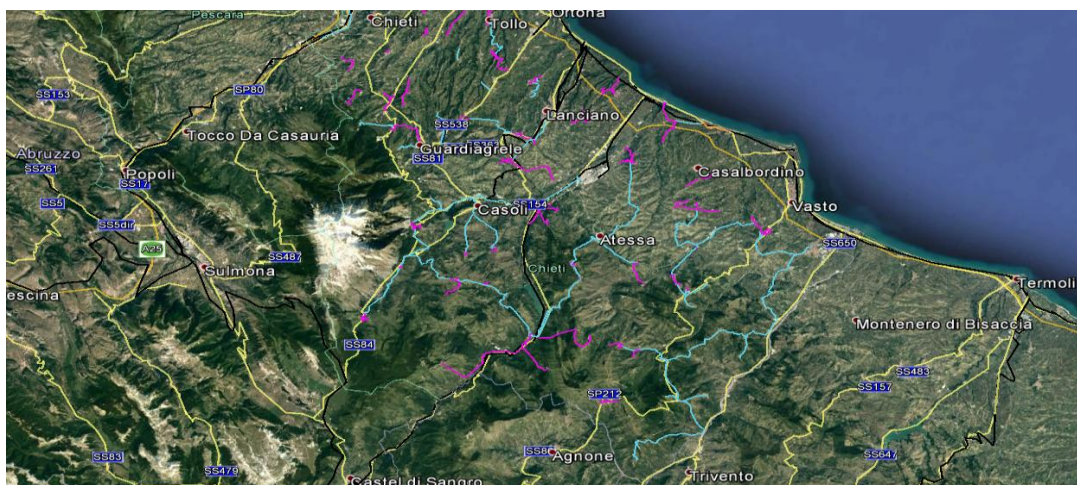 Pescara
Chieti
Tollo
Ortona
SS153
SP80
Lanciano
Tocco Da Casauria
SS538
Abruzzo
SS81
Guardiagrele
SS261
Popoli
SS17
Casalbordino
SS5
Casoli
SS154
Vasto
SS5dir
Atessa
SS650
A25
SS487
Sulmona
Chieti
Termoli
escina
Montenero di Bisaccia
SS84
SS483
SS157
SP212
SS83
SS479
SS8
Agnone
SS647
Castel di Sangro
Trivento